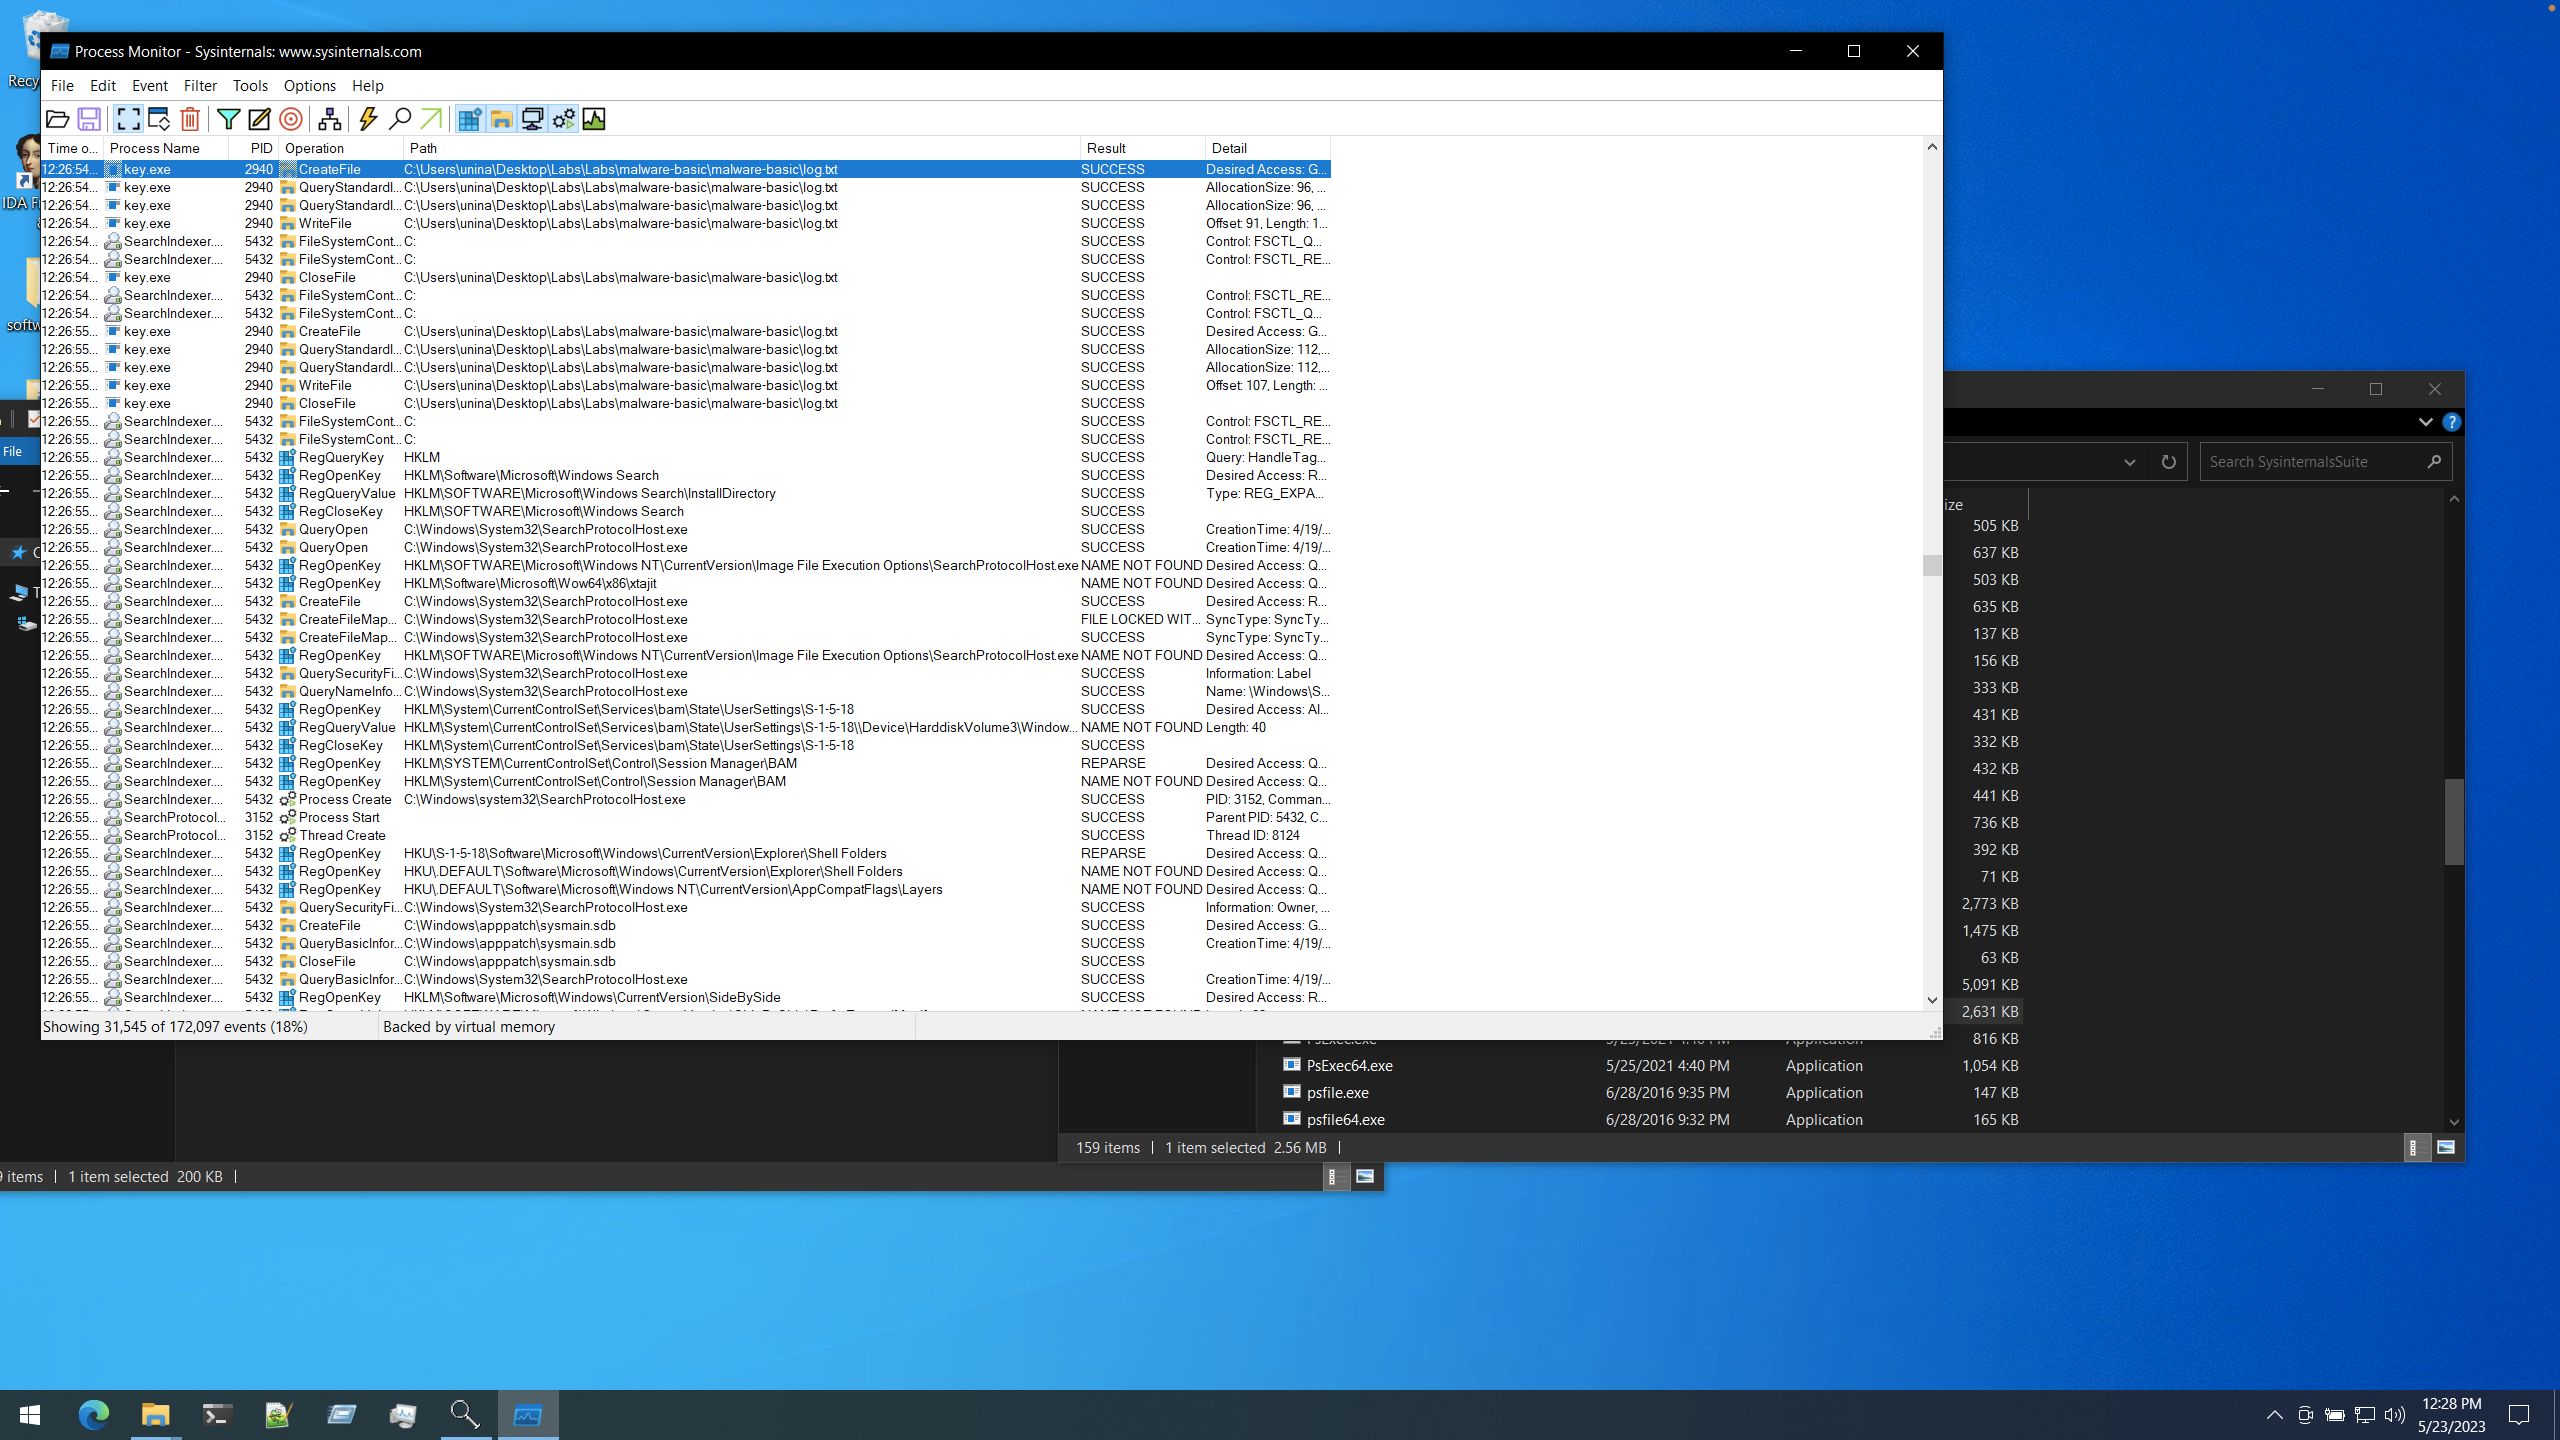 Process Monitor - Sysinternals: www.sysinternals.com
File Edit Event Filter Tools Options Help
Time o... Process Name PID Operation Path Result Detail
12:26:54... key.exe 2940 CreateFile C:\Users\unina\Desktop\Labs\Labs\malware-basic\malware-basic\log.txt SUCCESS Desired Access: G...
12:26:54... key.exe 2940 QueryStandardI... C:\Users\unina\Desktop\Labs\Labs\malware-basic\malware-basic\log.txt SUCCESS AllocationSize: 96, ...
12:26:54... key.exe 2940 QueryStandardI... C:\Users\unina\Desktop\Labs\Labs\malware-basic\malware-basic\log.txt SUCCESS AllocationSize: 96, ...
12:26:54... key.exe 2940 WriteFile C:\Users\unina\Desktop\Labs\Labs\malware-basic\malware-basic\log.txt SUCCESS Offset: 91, Length: 1...
12:26:54... SearchIndexer.... 5432 FileSystemCont... C: SUCCESS Control: FSCTL_Q...
12:26:54... SearchIndexer.... 5432 FileSystemCont... C: SUCCESS Control: FSCTL_RE...
12:26:54... key.exe 2940 CloseFile C:\Users\unina\Desktop\Labs\Labs\malware-basic\malware-basic\log.txt SUCCESS
12:26:54... SearchIndexer.... 5432 FileSystemCont... C: SUCCESS Control: FSCTL_RE...
12:26:54... SearchIndexer.... 5432 FileSystemCont... C: SUCCESS Control: FSCTL_Q...
12:26:55... key.exe 2940 CreateFile C:\Users\unina\Desktop\Labs\Labs\malware-basic\malware-basic\log.txt SUCCESS Desired Access: G...
12:26:55... key.exe 2940 QueryStandardI... C:\Users\unina\Desktop\Labs\Labs\malware-basic\malware-basic\log.txt SUCCESS AllocationSize: 112,...
12:26:55... key.exe 2940 QueryStandardI... C:\Users\unina\Desktop\Labs\Labs\malware-basic\malware-basic\log.txt SUCCESS AllocationSize: 112,...
12:26:55... key.exe 2940 WriteFile C:\Users\unina\Desktop\Labs\Labs\malware-basic\malware-basic\log.txt SUCCESS Offset: 107, Length: ...
12:26:55... key.exe 2940 CloseFile C:\Users\unina\Desktop\Labs\Labs\malware-basic\malware-basic\log.txt SUCCESS
12:26:55... SearchIndexer.... 5432 FileSystemCont... C: SUCCESS Control: FSCTL_RE...
12:26:55... SearchIndexer.... 5432 FileSystemCont... C: SUCCESS Control: FSCTL_RE...
12:26:55... SearchIndexer.... 5432 RegQueryKey HKLM SUCCESS Query: HandleTag...
12:26:55... SearchIndexer.... 5432 RegOpenKey HKLM\Software\Microsoft\Windows Search SUCCESS Desired Access: R...
12:26:55... SearchIndexer.... 5432 RegQueryValue HKLM\SOFTWARE\Microsoft\Windows Search\InstallDirectory SUCCESS Type: REG_EXPA...
12:26:55... SearchIndexer.... 5432 RegCloseKey HKLM\SOFTWARE\Microsoft\Windows Search SUCCESS
12:26:55... SearchIndexer.... 5432 QueryOpen C:\Windows\System32\SearchProtocolHost.exe SUCCESS CreationTime: 4/19/...
12:26:55... SearchIndexer.... 5432 QueryOpen C:\Windows\System32\SearchProtocolHost.exe SUCCESS CreationTime: 4/19/...
12:26:55... SearchIndexer.... 5432 RegOpenKey HKLM\SOFTWARE\Microsoft\Windows NT\CurrentVersion\Image File Execution Options\SearchProtocolHost.exe NAME NOT FOUND Desired Access: Q...
12:26:55... SearchIndexer.... 5432 RegOpenKey HKLM\Software\Microsoft\Wow64\x86\xtajit NAME NOT FOUND Desired Access: Q...
12:26:55... SearchIndexer.... 5432 CreateFile C:\Windows\System32\SearchProtocolHost.exe SUCCESS Desired Access: R...
12:26:55... SearchIndexer.... 5432 CreateFileMap... C:\Windows\System32\SearchProtocolHost.exe FILE LOCKED WIT... SyncType: SyncTy...
12:26:55... SearchIndexer.... 5432 CreateFileMap... C:\Windows\System32\SearchProtocolHost.exe SUCCESS SyncType: SyncTy...
12:26:55... SearchIndexer.... 5432 RegOpenKey HKLM\SOFTWARE\Microsoft\Windows NT\CurrentVersion\Image File Execution Options\SearchProtocolHost.exe NAME NOT FOUND Desired Access: Q...
12:26:55... SearchIndexer.... 5432 QuerySecurityFi... C:\Windows\System32\SearchProtocolHost.exe SUCCESS Information: Label
12:26:55... SearchIndexer.... 5432 QueryNameInfo... C:\Windows\System32\SearchProtocolHost.exe SUCCESS Name: \Windows\S...
12:26:55... SearchIndexer.... 5432 RegOpenKey HKLM\System\CurrentControlSet\Services\bam\State\UserSettings\S-1-5-18 SUCCESS Desired Access: Al...
12:26:55... SearchIndexer.... 5432 RegQueryValue HKLM\System\CurrentControlSet\Services\bam\State\UserSettings\S-1-5-18\\Device\HarddiskVolume3\Window... NAME NOT FOUND Length: 40
12:26:55... SearchIndexer.... 5432 RegCloseKey HKLM\System\CurrentControlSet\Services\bam\State\UserSettings\S-1-5-18 SUCCESS
12:26:55... SearchIndexer.... 5432 RegOpenKey HKLM\SYSTEM\CurrentControlSet\Control\Session Manager\BAM REPARSE Desired Access: Q...
12:26:55... SearchIndexer.... 5432 RegOpenKey HKLM\System\CurrentControlSet\Control\Session Manager\BAM NAME NOT FOUND Desired Access: Q...
12:26:55... SearchIndexer.... 5432 Process Create C:\Windows\system32\SearchProtocolHost.exe SUCCESS PID: 3152, Comman...
12:26:55... SearchProtocol... 3152 Process Start SUCCESS Parent PID: 5432, C...
12:26:55... SearchProtocol... 3152 Thread Create SUCCESS Thread ID: 8124
12:26:55... SearchIndexer.... 5432 RegOpenKey HKU\S-1-5-18\Software\Microsoft\Windows\CurrentVersion\Explorer\Shell Folders REPARSE Desired Access: Q...
12:26:55... SearchIndexer.... 5432 RegOpenKey HKU\.DEFAULT\Software\Microsoft\Windows\CurrentVersion\Explorer\Shell Folders NAME NOT FOUND Desired Access: Q...
12:26:55... SearchIndexer.... 5432 RegOpenKey HKU\.DEFAULT\Software\Microsoft\Windows NT\CurrentVersion\AppCompatFlags\Layers NAME NOT FOUND Desired Access: Q...
12:26:55... SearchIndexer.... 5432 QuerySecurityFi... C:\Windows\System32\SearchProtocolHost.exe SUCCESS Information: Owner, ...
12:26:55... SearchIndexer.... 5432 CreateFile C:\Windows\apppatch\sysmain.sdb SUCCESS Desired Access: G...
12:26:55... SearchIndexer.... 5432 QueryBasicInfor... C:\Windows\apppatch\sysmain.sdb SUCCESS CreationTime: 4/19/...
12:26:55... SearchIndexer.... 5432 CloseFile C:\Windows\apppatch\sysmain.sdb SUCCESS
12:26:55... SearchIndexer.... 5432 QueryBasicInfor... C:\Windows\System32\SearchProtocolHost.exe SUCCESS CreationTime: 4/19/...
12:26:55... SearchIndexer.... 5432 RegOpenKey HKLM\Software\Microsoft\Windows\CurrentVersion\SideBySide SUCCESS Desired Access: R...
Showing 31,545 of 172,097 events (18%) Backed by virtual memory
Recy
IDA Fr
softw
File
Search SysinternalsSuite
ize
505 KB
637 KB
503 KB
635 KB
137 KB
156 KB
333 KB
431 KB
332 KB
432 KB
441 KB
736 KB
392 KB
71 KB
2,773 KB
1,475 KB
63 KB
5,091 KB
2,631 KB
PsExec.exe 5/25/2021 4:40 PM Application 816 KB
PsExec64.exe 5/25/2021 4:40 PM Application 1,054 KB
psfile.exe 6/28/2016 9:35 PM Application 147 KB
psfile64.exe 6/28/2016 9:32 PM Application 165 KB
159 items 1 item selected 2.56 MB
items 1 item selected 200 KB
12:28 PM
5/23/2023